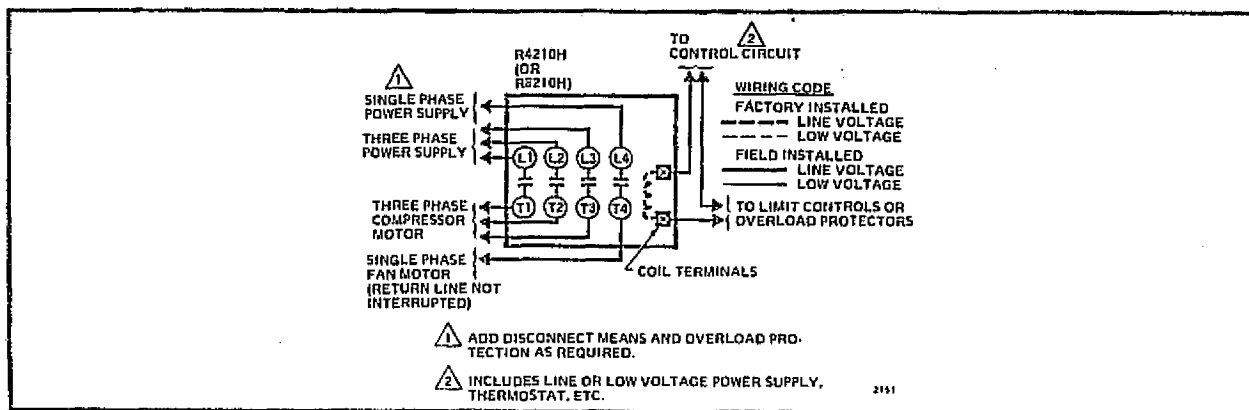 TO
CONTROL CIRCUIT
2
R4210H
(OR
R8210H)
1
SINGLE PHASE
POWER SUPPLY
THREE PHASE
POWER SUPPLY
L1 L2 L3 L4
T1 T2 T3 T4
THREE PHASE
COMPRESSOR
MOTOR
SINGLE PHASE
FAN MOTOR
(RETURN LINE NOT
INTERRUPTED)
WIRING CODE
FACTORY INSTALLED
LINE VOLTAGE
LOW VOLTAGE
FIELD INSTALLED
LINE VOLTAGE
LOW VOLTAGE
TO LIMIT CONTROLS OR
OVERLOAD PROTECTORS
COIL TERMINALS
1 ADD DISCONNECT MEANS AND OVERLOAD PRO-
TECTION AS REQUIRED.
2 INCLUDES LINE OR LOW VOLTAGE POWER SUPPLY,
THERMOSTAT, ETC.
2151